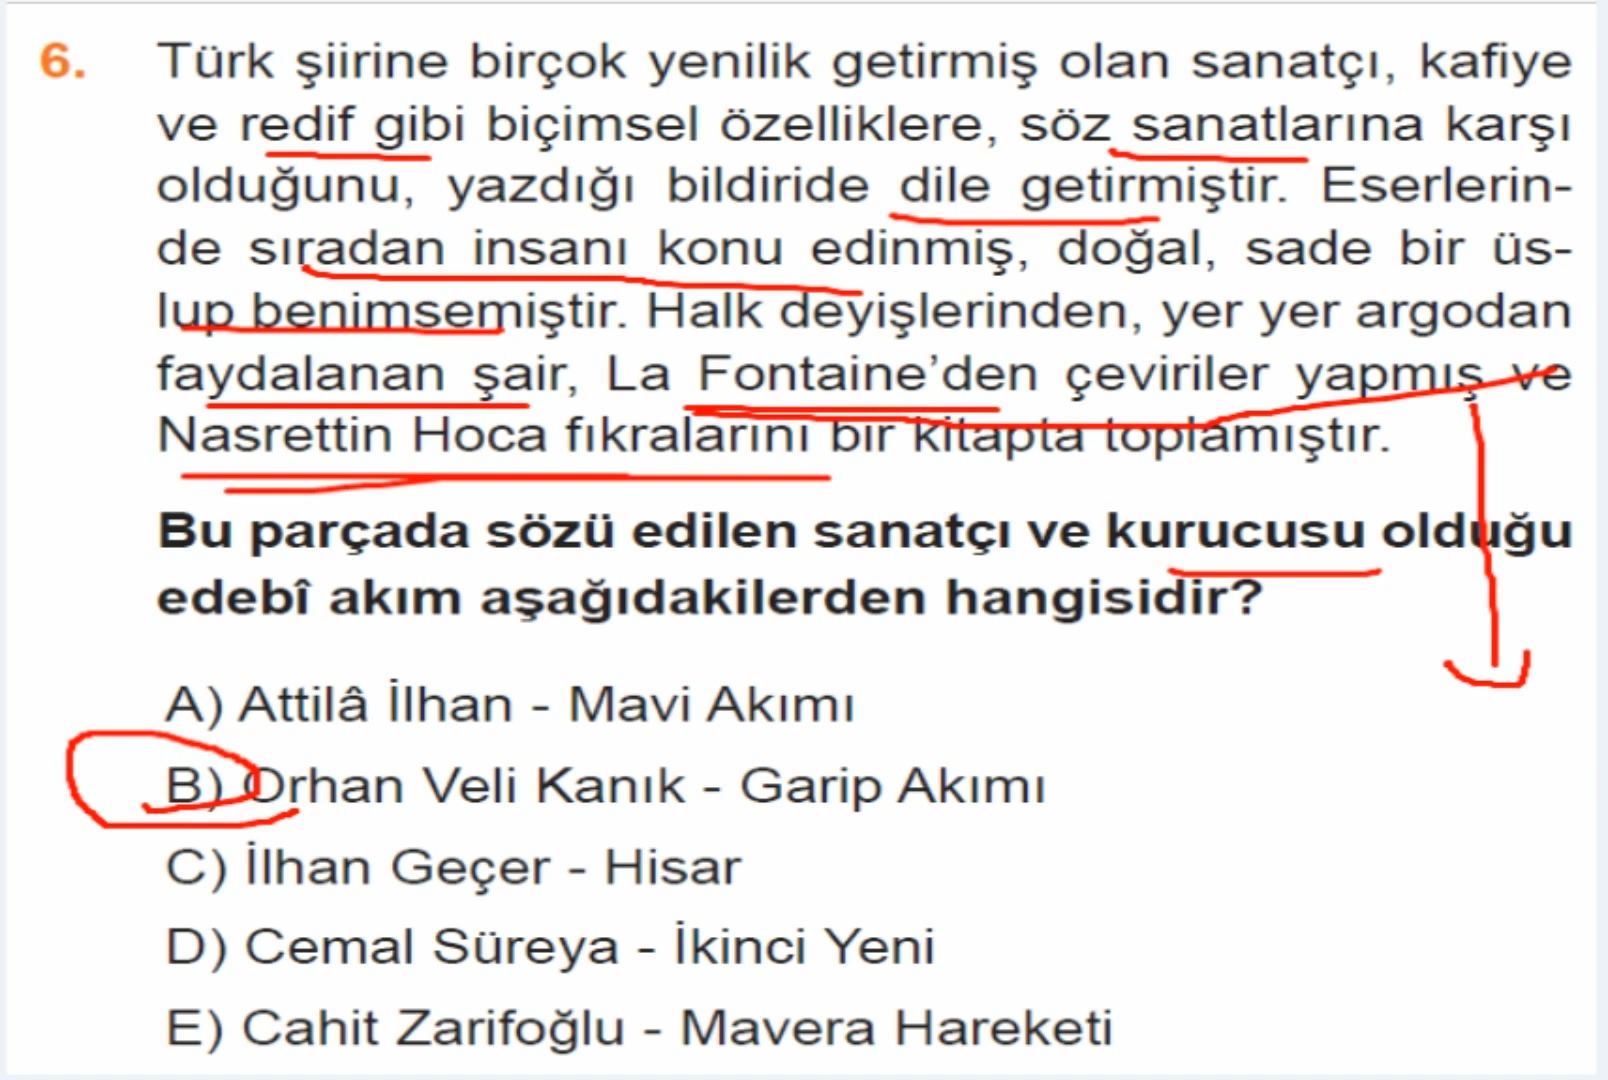 6. Türk şiirine birçok yenilik getirmiş olan sanatçı, kafiye
ve redif gibi biçimsel özelliklere, söz sanatlarına karşı
olduğunu, yazdığı bildiride dile getirmiştir. Eserlerin-
de sıradan insanı konu edinmiş, doğal, sade bir üs-
lup benimsemiştir. Halk deyişlerinden, yer yer argodan
faydalanan şair, La Fontaine’den çeviriler yapmış ve
Nasrettin Hoca fıkralarını bir kitapta toplamıştır.
Bu parçada sözü edilen sanatçı ve kurucusu olduğu
edebî akım aşağıdakilerden hangisidir?
A) Attilâ İlhan - Mavi Akımı
B) Orhan Veli Kanık - Garip Akımı
C) İlhan Geçer - Hisar
D) Cemal Süreya - İkinci Yeni
E) Cahit Zarifoğlu - Mavera Hareketi